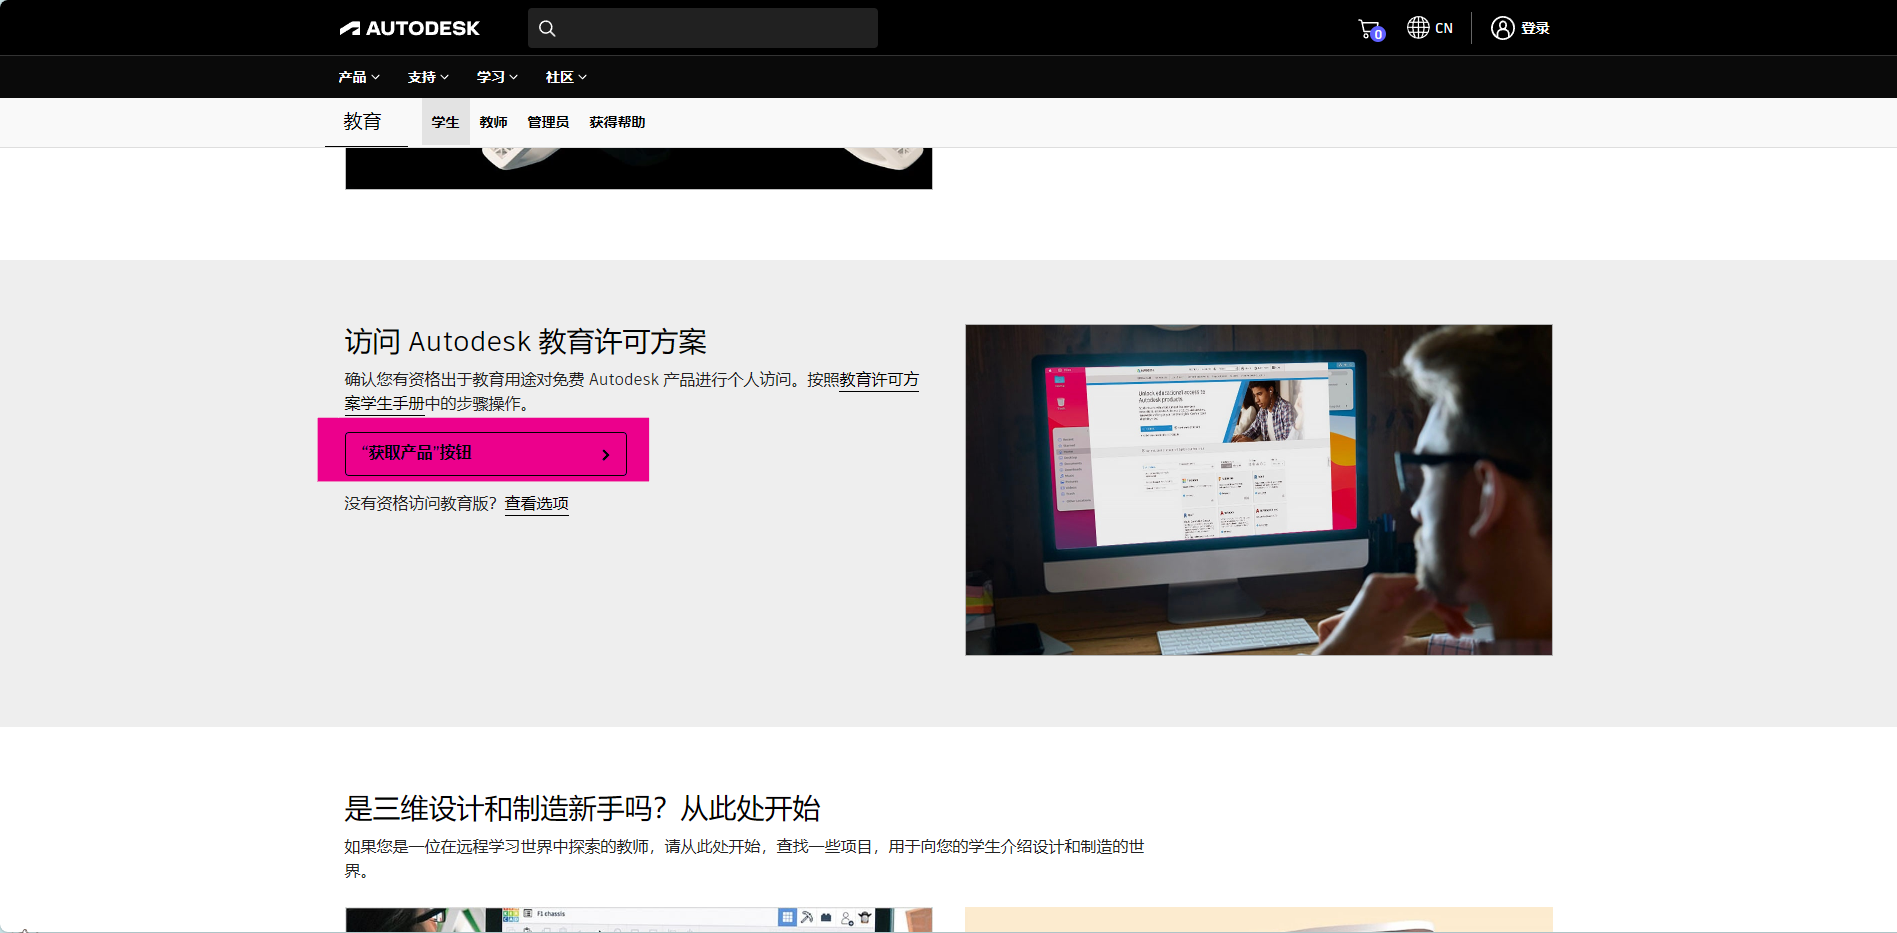 AUTODESK
0
CN
登录
产品
支持
学习
社区
教育
学生
教师
管理员
获得帮助
访问 Autodesk 教育许可方案
确认您有资格出于教育用途对免费 Autodesk 产品进行个人访问。按照教育许可方
案学生手册中的步骤操作。
“获取产品”按钮
没有资格访问教育版？查看选项
Unlock educational access to
Autodesk products
是三维设计和制造新手吗？从此处开始
如果您是一位在远程学习世界中探索的教师，请从此处开始，查找一些项目，用于向您的学生介绍设计和制造的世
界。
F1 chassis